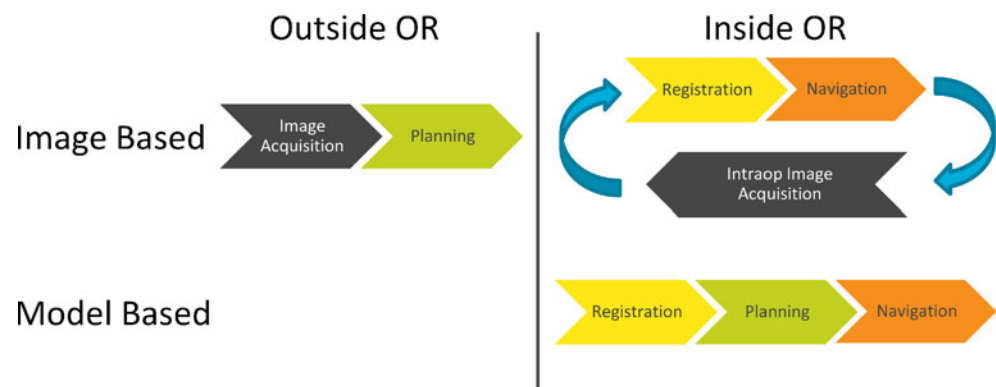 Outside OR
Inside OR
Image Based
Image
Acquisition
Planning
Registration
Navigation
Intraop Image
Acquisition
Model Based
Registration
Planning
Navigation